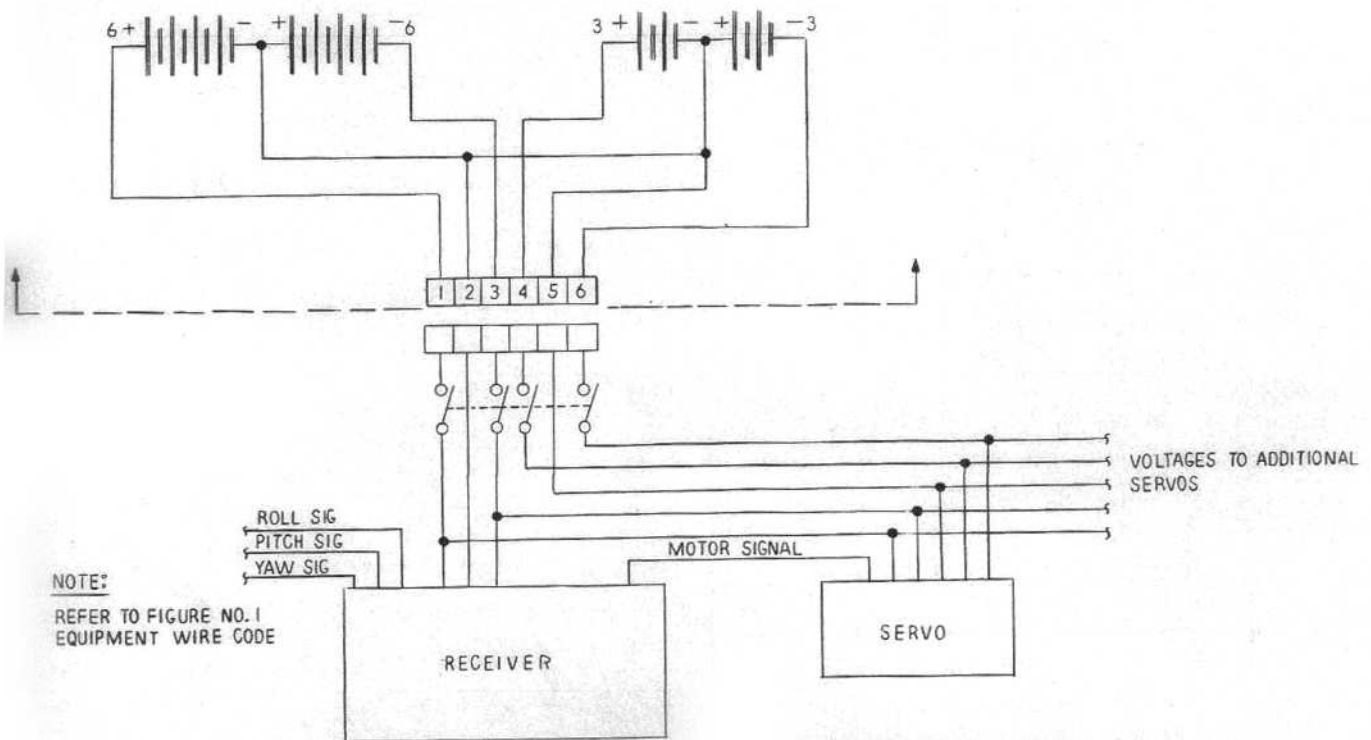 6 + - + -6
3 + - + -3
1 2 3 4 5 6
VOLTAGES TO ADDITIONAL
SERVOS
ROLL SIG
PITCH SIG
YAW SIG
MOTOR SIGNAL
NOTE:
REFER TO FIGURE NO. 1
EQUIPMENT WIRE CODE
RECEIVER
SERVO